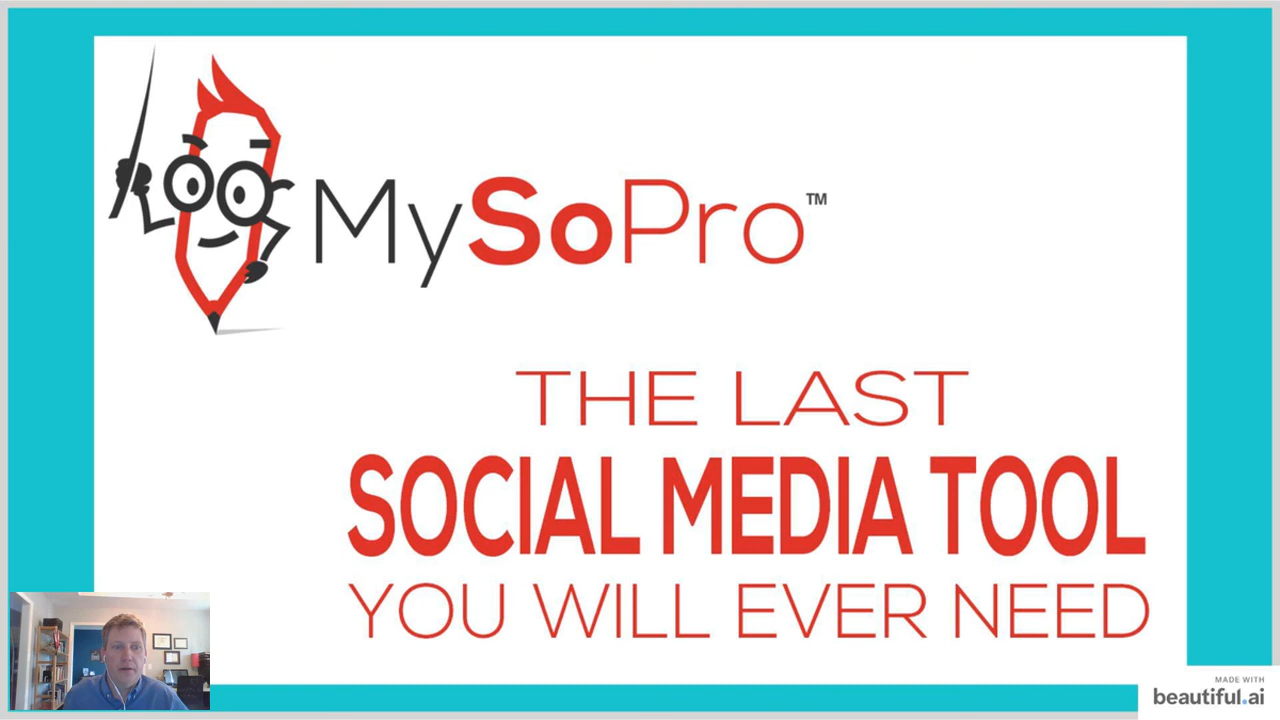 MySoPro™
THE LAST
SOCIAL MEDIA TOOL
YOU WILL EVER NEED
MADE WITH
beautiful.ai